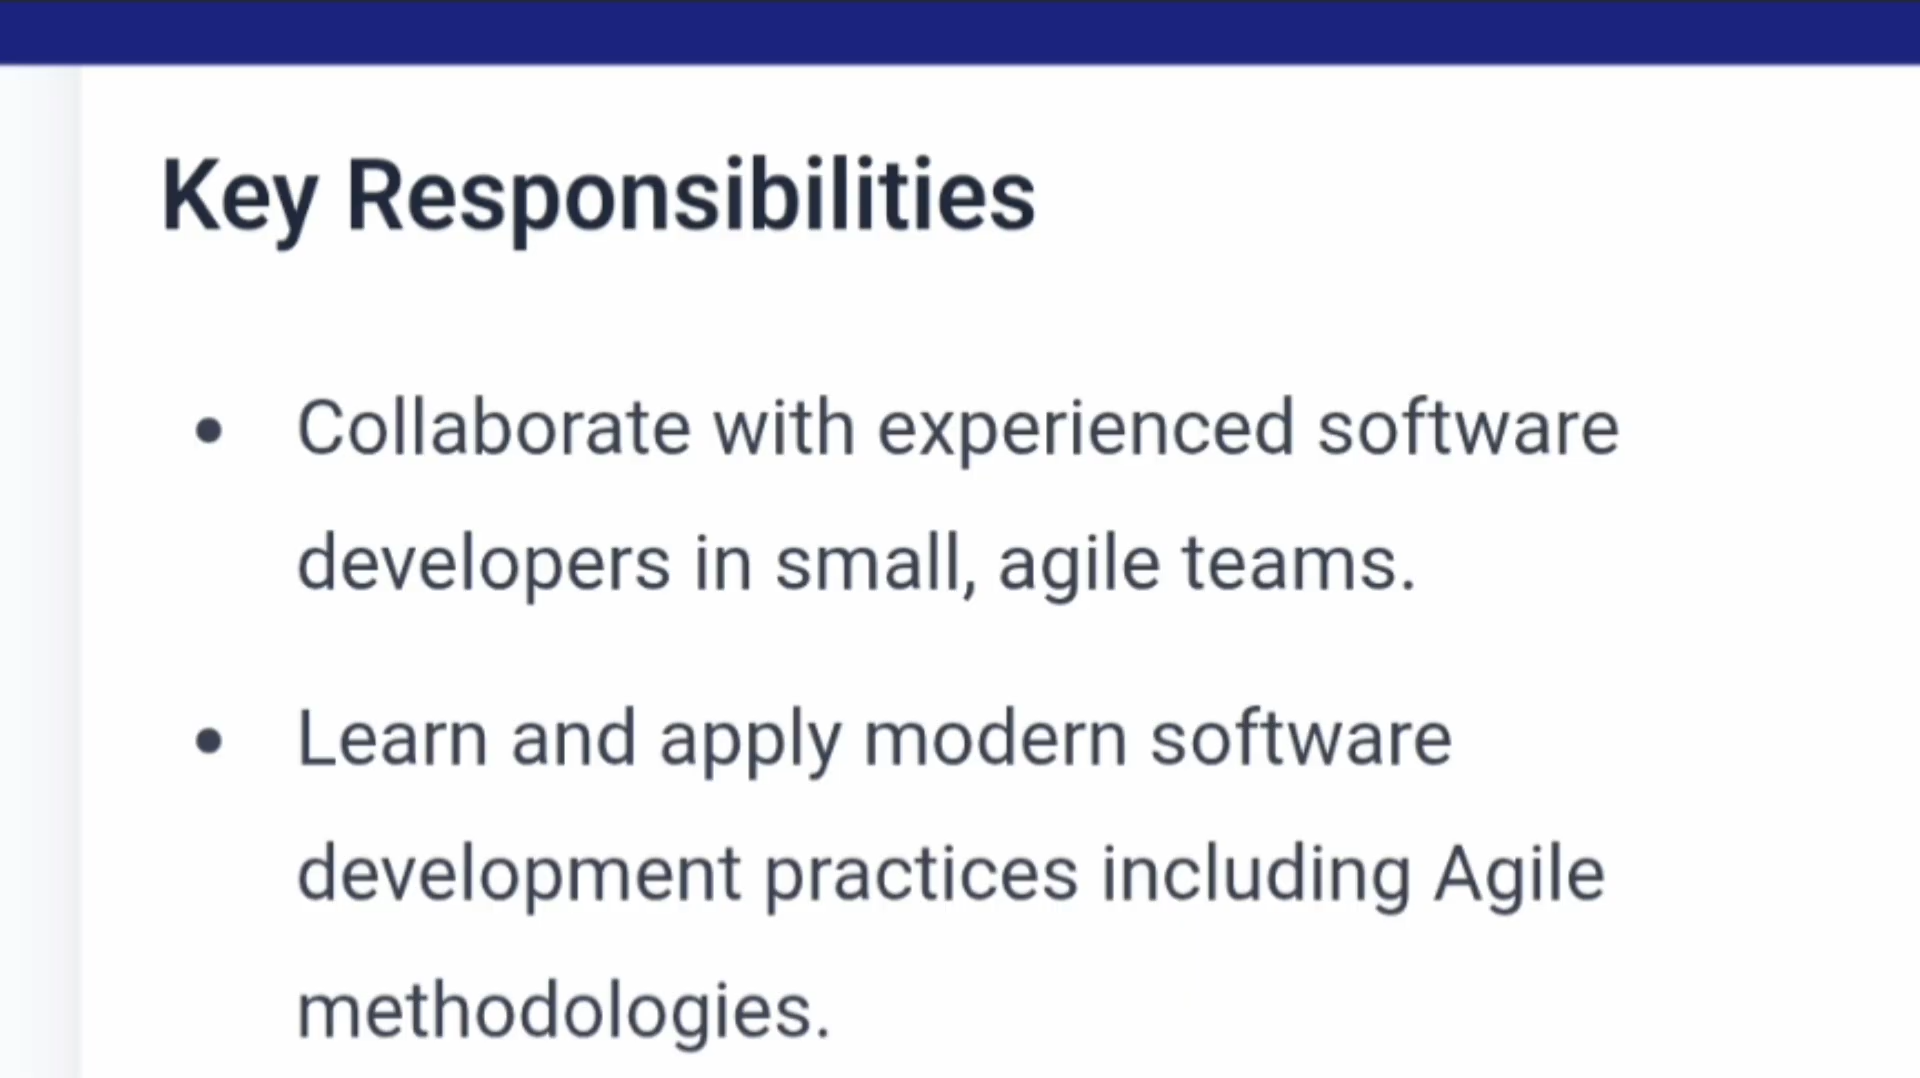 Key Responsibilities
• Collaborate with experienced software
developers in small, agile teams.
• Learn and apply modern software
development practices including Agile
methodologies.